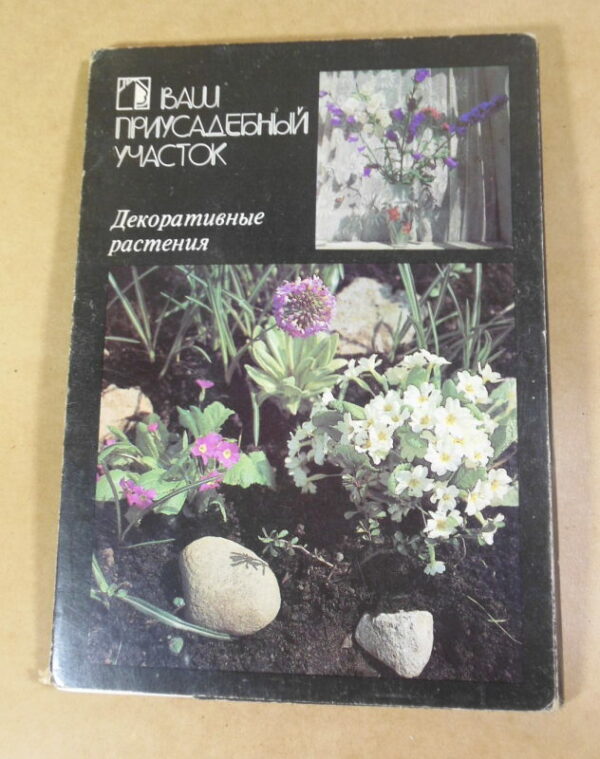 ВАШ
ПРИУСАДЕБНЫЙ
УЧАСТОК
Декоративные
растения